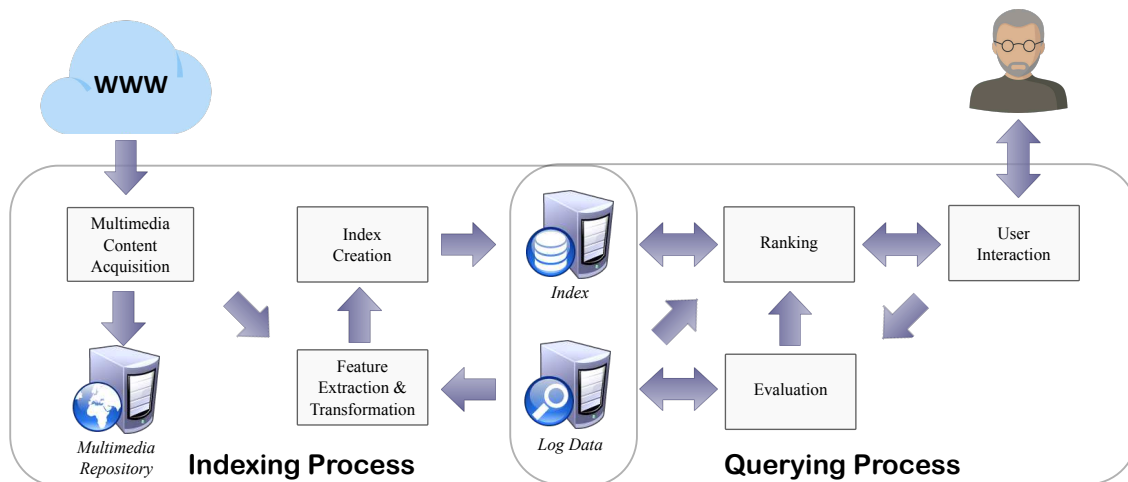 WWW
Multimedia
Content
Acquisition
Index
Creation
Index
Ranking
User
Interaction
Multimedia
Repository
Feature
Extraction &
Transformation
Log Data
Evaluation
Indexing Process
Querying Process